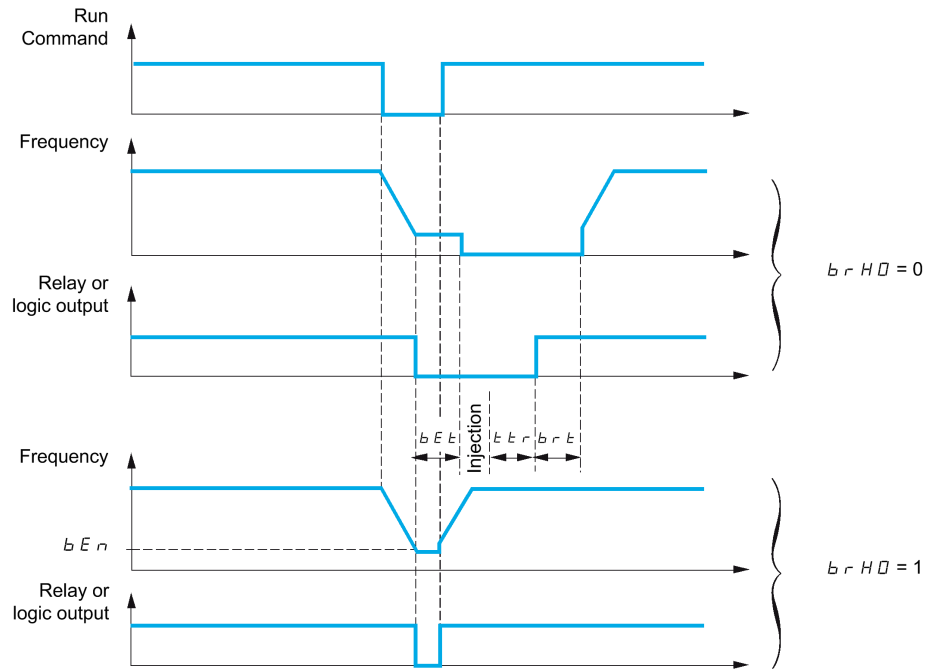 Run
Command
Frequency
Relay or
logic output
brH0 = 0
bEt
Injection
ttr
brt
Frequency
bEn
brH0 = 1
Relay or
logic output